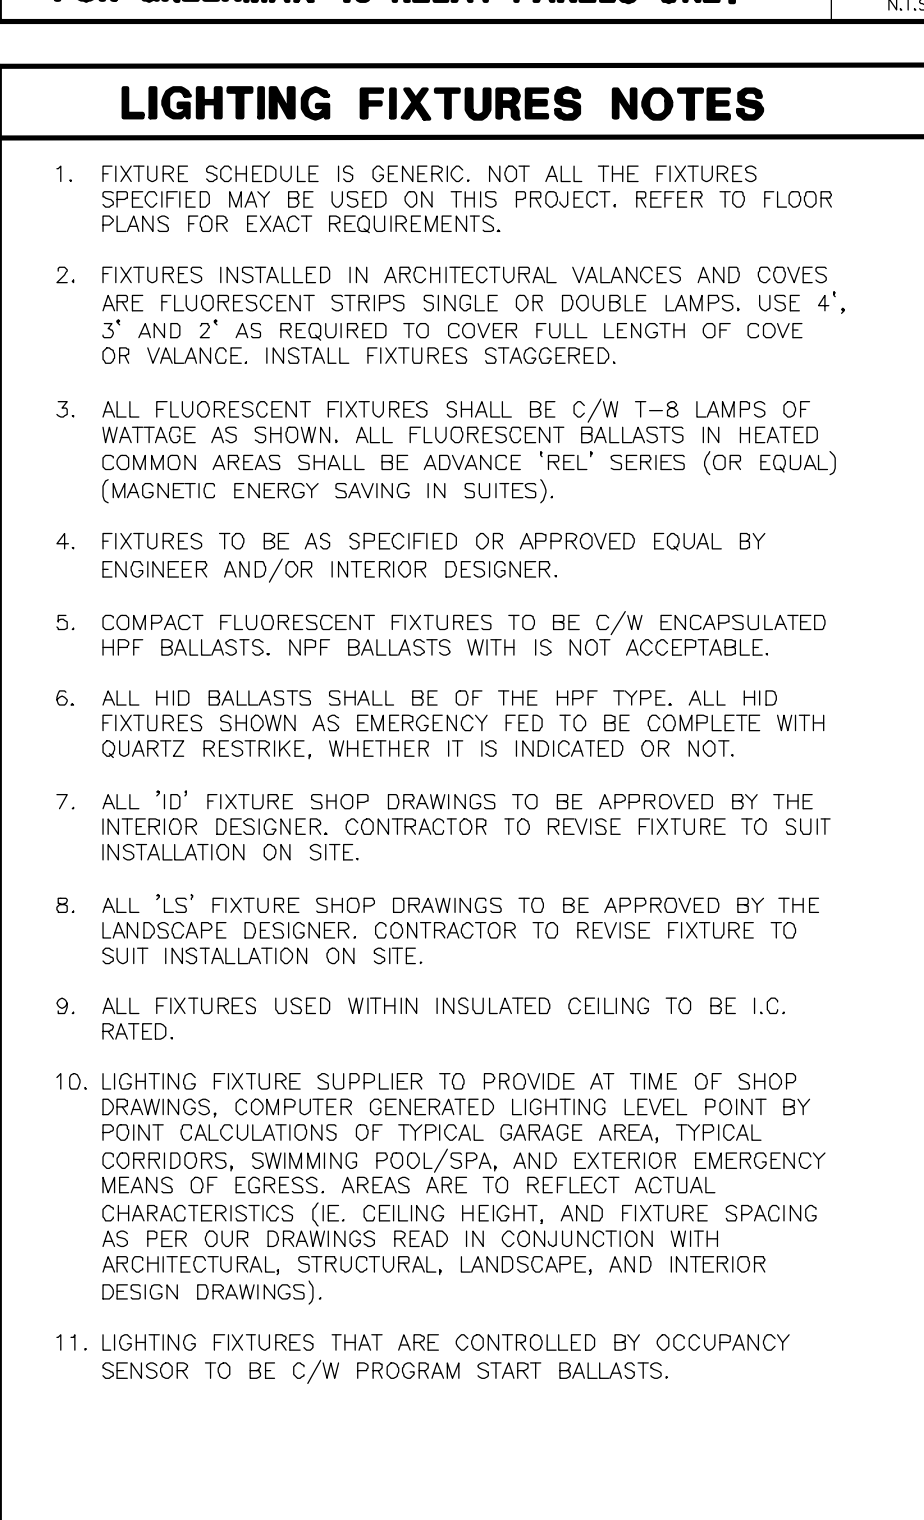 N.T.S
LIGHTING FIXTURES NOTES
1. FIXTURE SCHEDULE IS GENERIC. NOT ALL THE FIXTURES
SPECIFIED MAY BE USED ON THIS PROJECT. REFER TO FLOOR
PLANS FOR EXACT REQUIREMENTS.
2. FIXTURES INSTALLED IN ARCHITECTURAL VALANCES AND COVES
ARE FLUORESCENT STRIPS SINGLE OR DOUBLE LAMPS. USE 4',
3' AND 2' AS REQUIRED TO COVER FULL LENGTH OF COVE
OR VALANCE. INSTALL FIXTURES STAGGERED.
3. ALL FLUORESCENT FIXTURES SHALL BE C/W T-8 LAMPS OF
WATTAGE AS SHOWN. ALL FLUORESCENT BALLASTS IN HEATED
COMMON AREAS SHALL BE ADVANCE 'REL' SERIES (OR EQUAL)
(MAGNETIC ENERGY SAVING IN SUITES).
4. FIXTURES TO BE AS SPECIFIED OR APPROVED EQUAL BY
ENGINEER AND/OR INTERIOR DESIGNER.
5. COMPACT FLUORESCENT FIXTURES TO BE C/W ENCAPSULATED
HPF BALLASTS. NPF BALLASTS WITH IS NOT ACCEPTABLE.
6. ALL HID BALLASTS SHALL BE OF THE HPF TYPE. ALL HID
FIXTURES SHOWN AS EMERGENCY FED TO BE COMPLETE WITH
QUARTZ RESTRIKE, WHETHER IT IS INDICATED OR NOT.
7. ALL 'ID' FIXTURE SHOP DRAWINGS TO BE APPROVED BY THE
INTERIOR DESIGNER. CONTRACTOR TO REVISE FIXTURE TO SUIT
INSTALLATION ON SITE.
8. ALL 'LS' FIXTURE SHOP DRAWINGS TO BE APPROVED BY THE
LANDSCAPE DESIGNER. CONTRACTOR TO REVISE FIXTURE TO
SUIT INSTALLATION ON SITE.
9. ALL FIXTURES USED WITHIN INSULATED CEILING TO BE I.C.
RATED.
10. LIGHTING FIXTURE SUPPLIER TO PROVIDE AT TIME OF SHOP
DRAWINGS, COMPUTER GENERATED LIGHTING LEVEL POINT BY
POINT CALCULATIONS OF TYPICAL GARAGE AREA, TYPICAL
CORRIDORS, SWIMMING POOL/SPA, AND EXTERIOR EMERGENCY
MEANS OF EGRESS. AREAS ARE TO REFLECT ACTUAL
CHARACTERISTICS (IE. CEILING HEIGHT, AND FIXTURE SPACING
AS PER OUR DRAWINGS READ IN CONJUNCTION WITH
ARCHITECTURAL, STRUCTURAL, LANDSCAPE, AND INTERIOR
DESIGN DRAWINGS).
11. LIGHTING FIXTURES THAT ARE CONTROLLED BY OCCUPANCY
SENSOR TO BE C/W PROGRAM START BALLASTS.